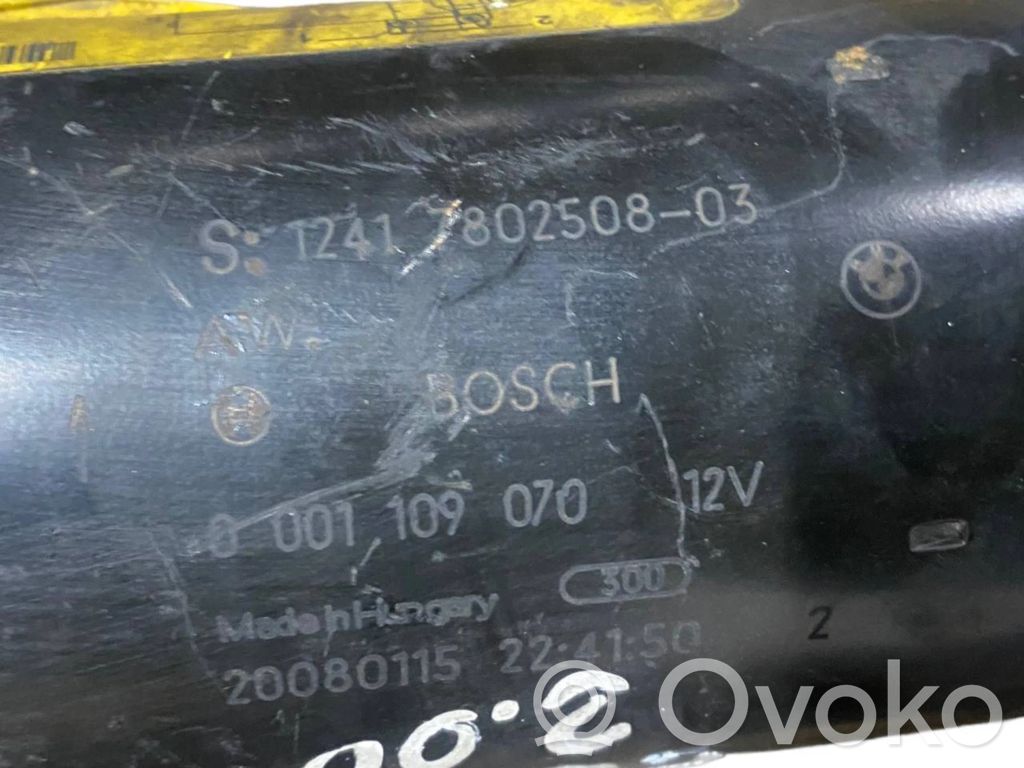 2
S: 1241 7802508-03
A?W.
BOSCH
0 001 109 070 12V
300
Made in Hungary
20080115 22:41:50
2
Ovoko